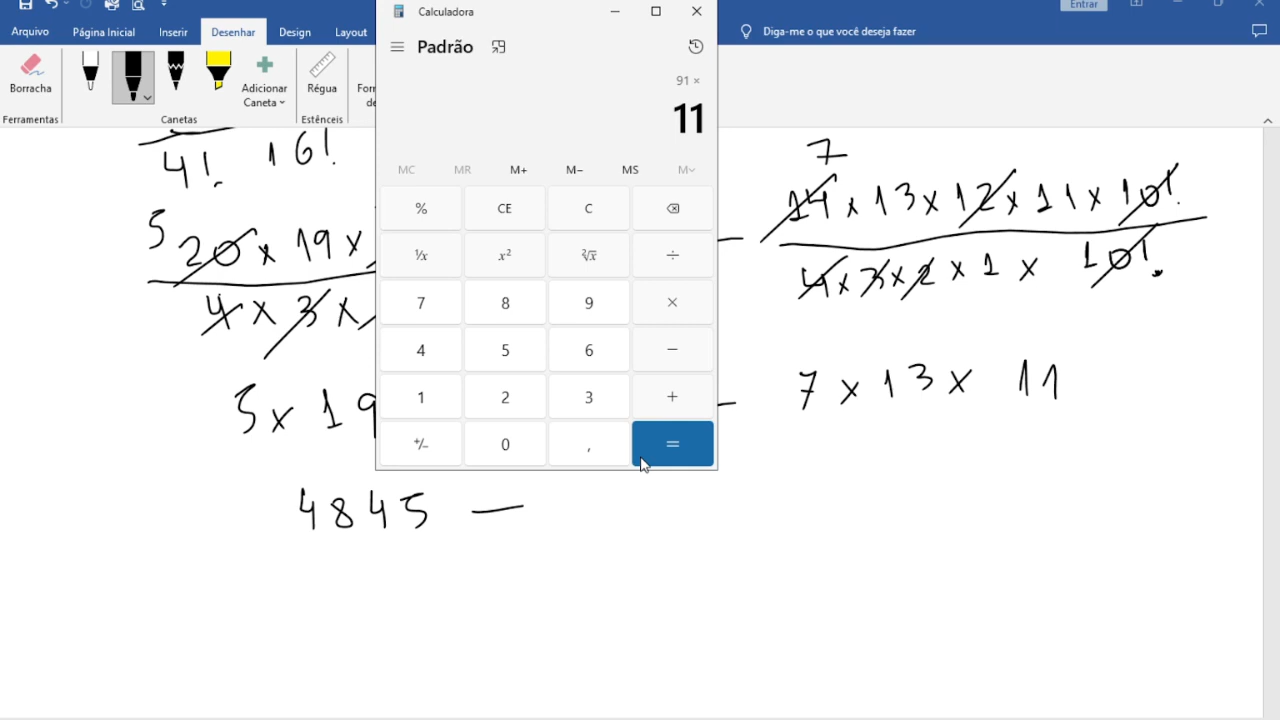 Calculadora
Entrar
Arquivo Página Inicial Inserir Desenhar Design Layout
Diga-me o que você deseja fazer
Padrão
91 ×
11
Borracha
Adicionar Caneta
Régua
Ferramentas Canetas Estênceis
MC MR M+ M− MS M
% CE C
1/x x² ²√x ÷
7 8 9 ×
4 5 6 −
1 2 3 +
+/− 0 , =
4! 16!
5
20 x 19 x
4 x 3 x
7
14 x 13 x 12 x 11 x 10!
4 x 3 x 2 x 1 x 10!
5 x 19
— 7 x 13 x 11
4845 —